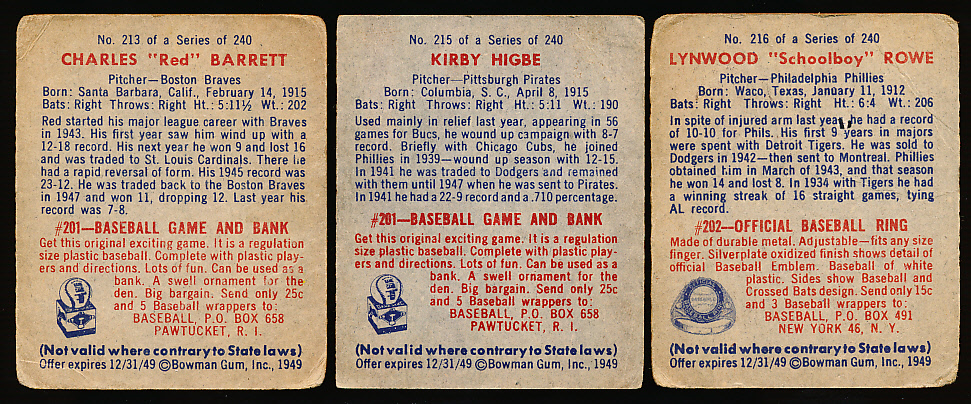 No. 213 of a Series of 240
CHARLES "Red" BARRETT
Pitcher—Boston Braves
Born: Santa Barbara, Calif., February 14, 1915
Bats: Right Throws: Right Ht.: 5:11½ Wt.: 202
Red started his major league career with Braves
in 1943. His first year saw him wind up with a
12-18 record. His next year he won 9 and lost 16
and was traded to St. Louis Cardinals. There he
had a rapid reversal of form. His 1945 record was
23-12. He was traded back to the Boston Braves
in 1947 and won 11, dropping 12. Last year his
record was 7-8.
#201—BASEBALL GAME AND BANK
Get this original exciting game. It is a regulation
size plastic baseball. Complete with plastic play-
ers and directions. Lots of fun. Can be used as a
bank. A swell ornament for the
den. Big bargain. Send only 25c
and 5 Baseball wrappers to:
BASEBALL, P.O. BOX 658
PAWTUCKET, R. I.
(Not valid where contrary to State laws)
Offer expires 12/31/49 ©Bowman Gum, Inc., 1949
No. 215 of a Series of 240
KIRBY HIGBE
Pitcher—Pittsburgh Pirates
Born: Columbia, S. C., April 8, 1915
Bats: Right Throws: Right Ht.: 5:11 Wt.: 190
Used mainly in relief last year, appearing in 56
games for Bucs, he wound up campaign with 8-7
record. Briefly with Chicago Cubs, he joined
Phillies in 1939—wound up season with 12-15.
In 1941 he was traded to Dodgers and remained
with them until 1947 when he was sent to Pirates.
In 1941 he had a 22-9 record and a .710 percentage.
#201—BASEBALL GAME AND BANK
Get this original exciting game. It is a regulation
size plastic baseball. Complete with plastic play-
ers and directions. Lots of fun. Can be used as a
bank. A swell ornament for the
den. Big bargain. Send only 25c
and 5 Baseball wrappers to:
BASEBALL, P.O. BOX 658
PAWTUCKET, R. I.
(Not valid where contrary to State laws)
Offer expires 12/31/49 ©Bowman Gum, Inc., 1949
No. 216 of a Series of 240
LYNWOOD "Schoolboy" ROWE
Pitcher—Philadelphia Phillies
Born: Waco, Texas, January 11, 1912
Bats: Right Throws: Right Ht.: 6:4 Wt.: 206
In spite of injured arm last year he had a record
of 10-10 for Phils. His first 9 years in majors
were spent with Detroit Tigers. He was sold to
Dodgers in 1942—then sent to Montreal. Phillies
obtained him in March of 1943, and that season
he won 14 and lost 8. In 1934 with Tigers he had
a winning streak of 16 straight games, tying
AL record.
#202—OFFICIAL BASEBALL RING
Made of durable metal. Adjustable—fits any size
finger. Silverplate oxidized finish shows detail of
official Baseball Emblem. Baseball of white
plastic. Sides show Baseball and
Crossed Bats design. Send only 15c
and 3 Baseball wrappers to:
BASEBALL, P.O. BOX 491
NEW YORK 46, N. Y.
(Not valid where contrary to State laws)
Offer expires 12/31/49 ©Bowman Gum, Inc., 1949